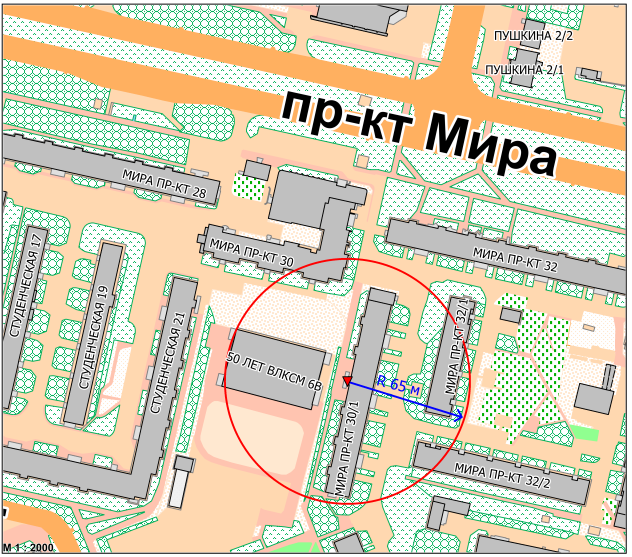 ПУШКИНА 2/2
ПУШКИНА 2/1
пр-кт Мира
МИРА ПР-КТ 28
МИРА ПР-КТ 30
МИРА ПР-КТ 32
СТУДЕНЧЕСКАЯ 17
СТУДЕНЧЕСКАЯ 19
СТУДЕНЧЕСКАЯ 21
50 ЛЕТ ВЛКСМ 6В
МИРА ПР-КТ 32/1
R 65 м
МИРА ПР-КТ 30/1
МИРА ПР-КТ 32/2
М 1 : 2000